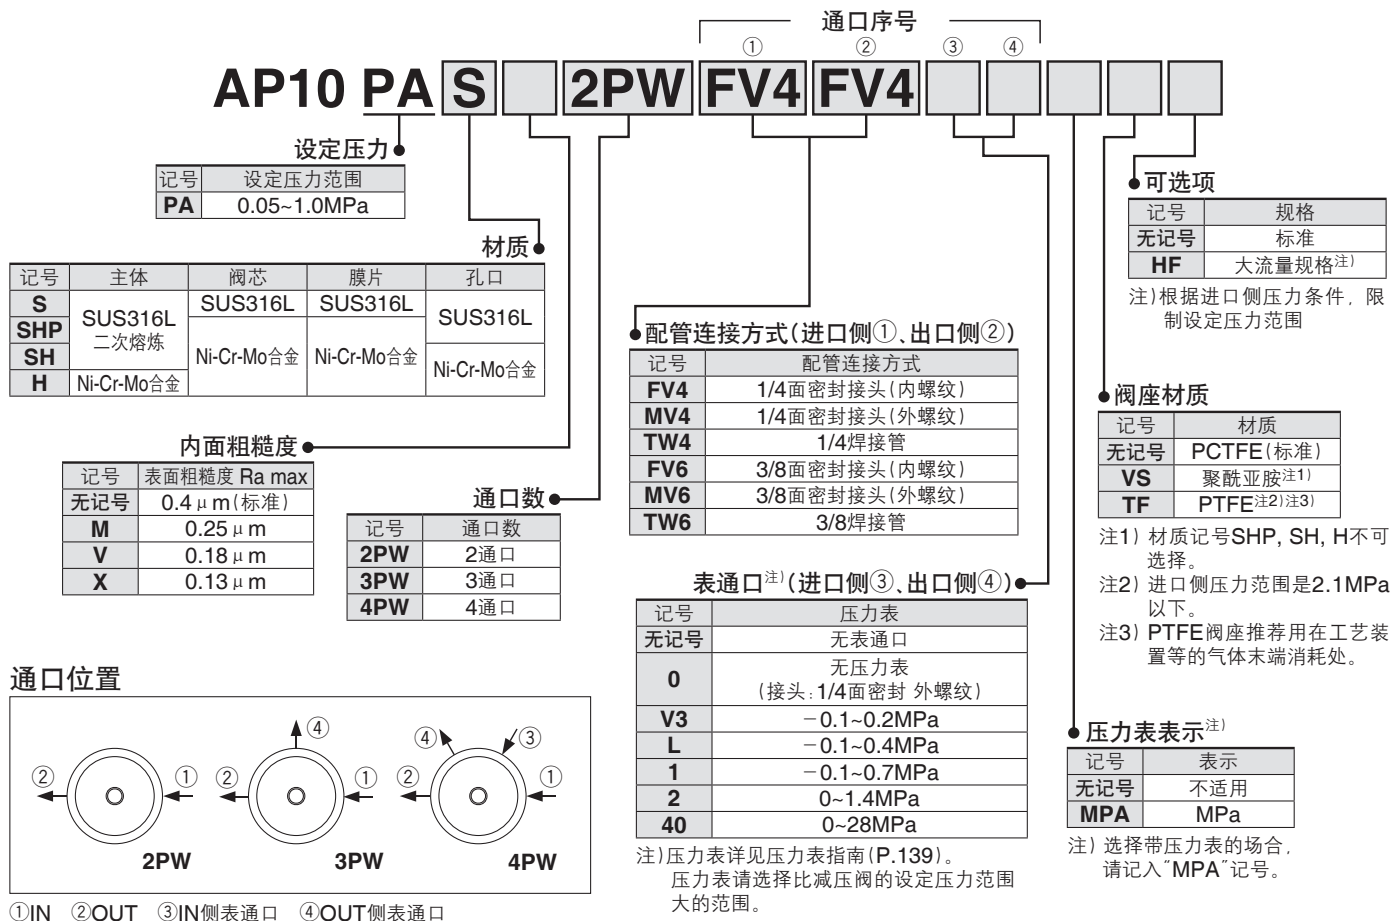 通口序号
① ② ③ ④
AP10 PA S 2PW FV4 FV4
设定压力
记号 设定压力范围
PA 0.05~1.0MPa
材质
记号 主体 阀芯 膜片 孔口
S SUS316L 二次熔炼 SUS316L SUS316L SUS316L
SHP Ni-Cr-Mo合金 Ni-Cr-Mo合金
SH Ni-Cr-Mo合金
H Ni-Cr-Mo合金
内面粗糙度
记号 表面粗糙度 Ra max
无记号 0.4μm(标准)
M 0.25μm
V 0.18μm
X 0.13μm
通口数
记号 通口数
2PW 2通口
3PW 3通口
4PW 4通口
配管连接方式(进口侧①、出口侧②)
记号 配管连接方式
FV4 1/4面密封接头(内螺纹)
MV4 1/4面密封接头(外螺纹)
TW4 1/4焊接管
FV6 3/8面密封接头(内螺纹)
MV6 3/8面密封接头(外螺纹)
TW6 3/8焊接管
表通口注)(进口侧③、出口侧④)
记号 压力表
无记号 无表通口
0 无压力表
(接头:1/4面密封 外螺纹)
V3 －0.1~0.2MPa
L －0.1~0.4MPa
1 －0.1~0.7MPa
2 0~1.4MPa
40 0~28MPa
注)压力表详见压力表指南(P.139)。
压力表请选择比减压阀的设定压力范围
大的范围。
可选项
记号 规格
无记号 标准
HF 大流量规格注)
注)根据进口侧压力条件，限
制设定压力范围
阀座材质
记号 材质
无记号 PCTFE(标准)
VS 聚酰亚胺注1)
TF PTFE注2)注3)
注1) 材质记号SHP, SH, H不可
选择。
注2) 进口侧压力范围是2.1MPa
以下。
注3) PTFE阀座推荐用在工艺装
置等的气体末端消耗处。
压力表表示注)
记号 表示
无记号 不适用
MPA MPa
注) 选择带压力表的场合，
请记入"MPA"记号。
通口位置
② ① 2PW
④ ② ① 3PW
④ ③ ② ① 4PW
①IN ②OUT ③IN侧表通口 ④OUT侧表通口